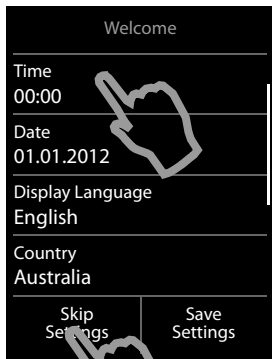 Welcome
Time
00:00
Date
01.01.2012
Display Language
English
Country
Australia
Skip
Settings
Save
Settings